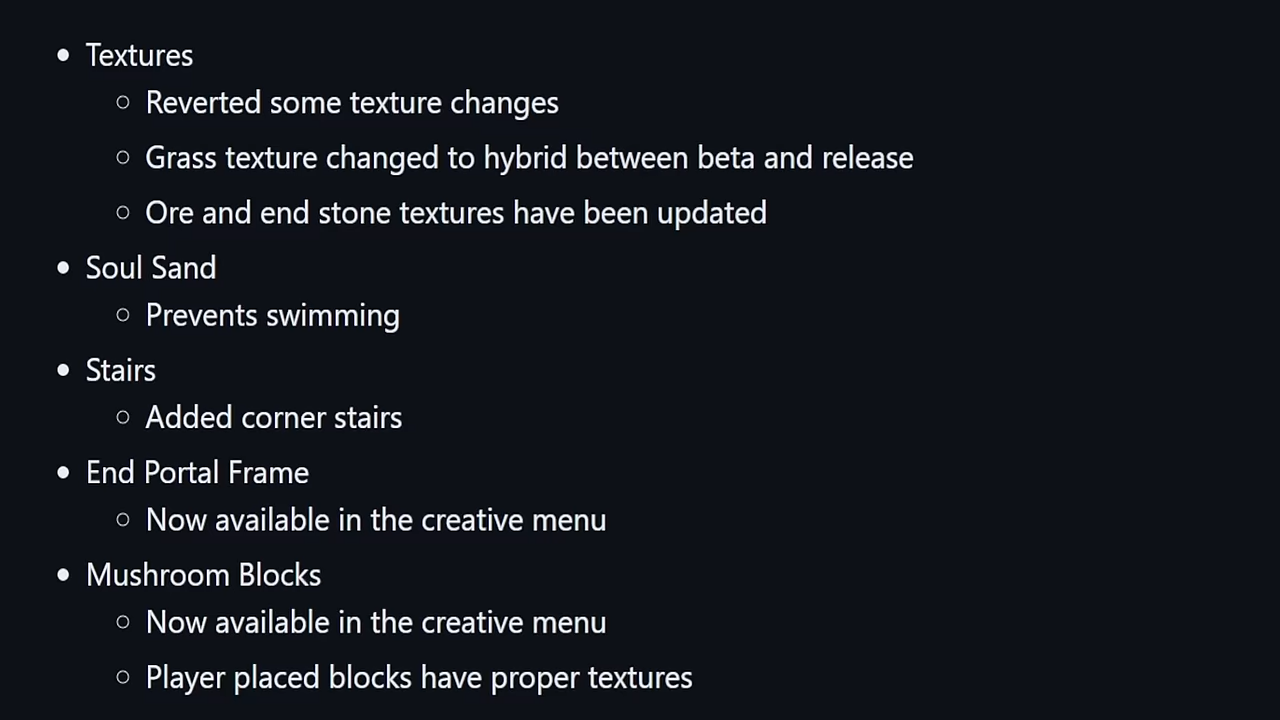 • Textures
○ Reverted some texture changes
○ Grass texture changed to hybrid between beta and release
○ Ore and end stone textures have been updated
• Soul Sand
○ Prevents swimming
• Stairs
○ Added corner stairs
• End Portal Frame
○ Now available in the creative menu
• Mushroom Blocks
○ Now available in the creative menu
○ Player placed blocks have proper textures